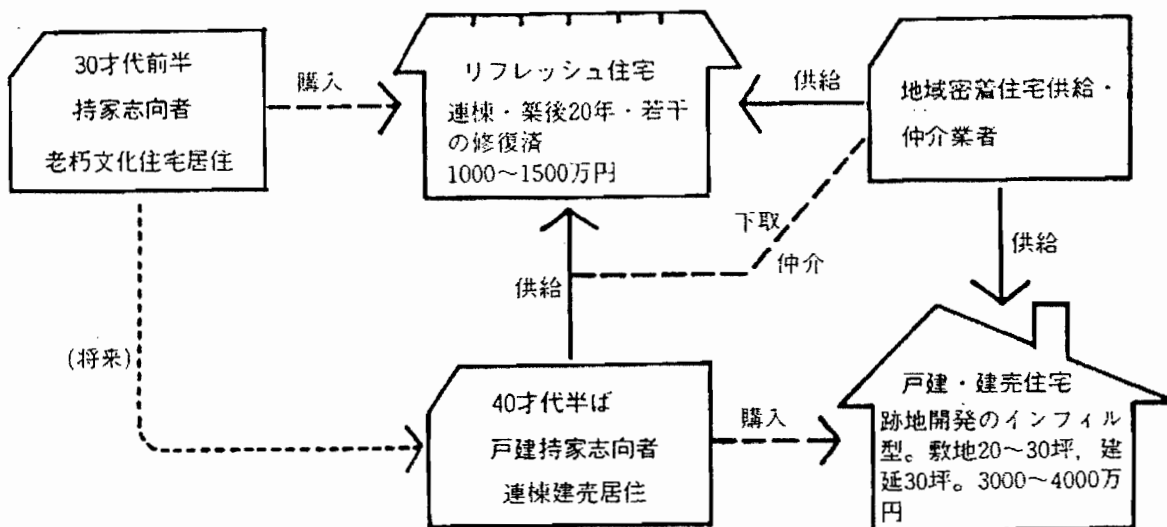 30才代前半
持家志向者
老朽文化住宅居住
購入
リフレッシュ住宅
連棟・築後20年・若干
の修復済
1000〜1500万円
供給
地域密着住宅供給・
仲介業者
下取
仲介
供給
供給
(将来)
40才代半ば
戸建持家志向者
連棟建売居住
購入
戸建・建売住宅
跡地開発のインフィル
型。敷地20〜30坪，建
延30坪。3000〜4000万
円